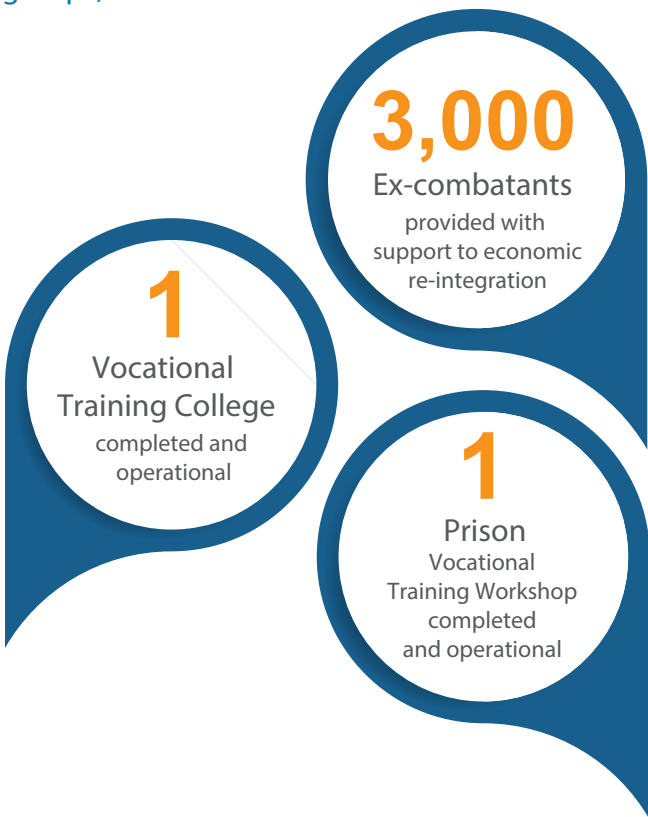 3,000
Ex-combatants
provided with
support to economic
re-integration
1
Vocational
Training College
completed and
operational
1
Prison
Vocational
Training Workshop
completed
and operational